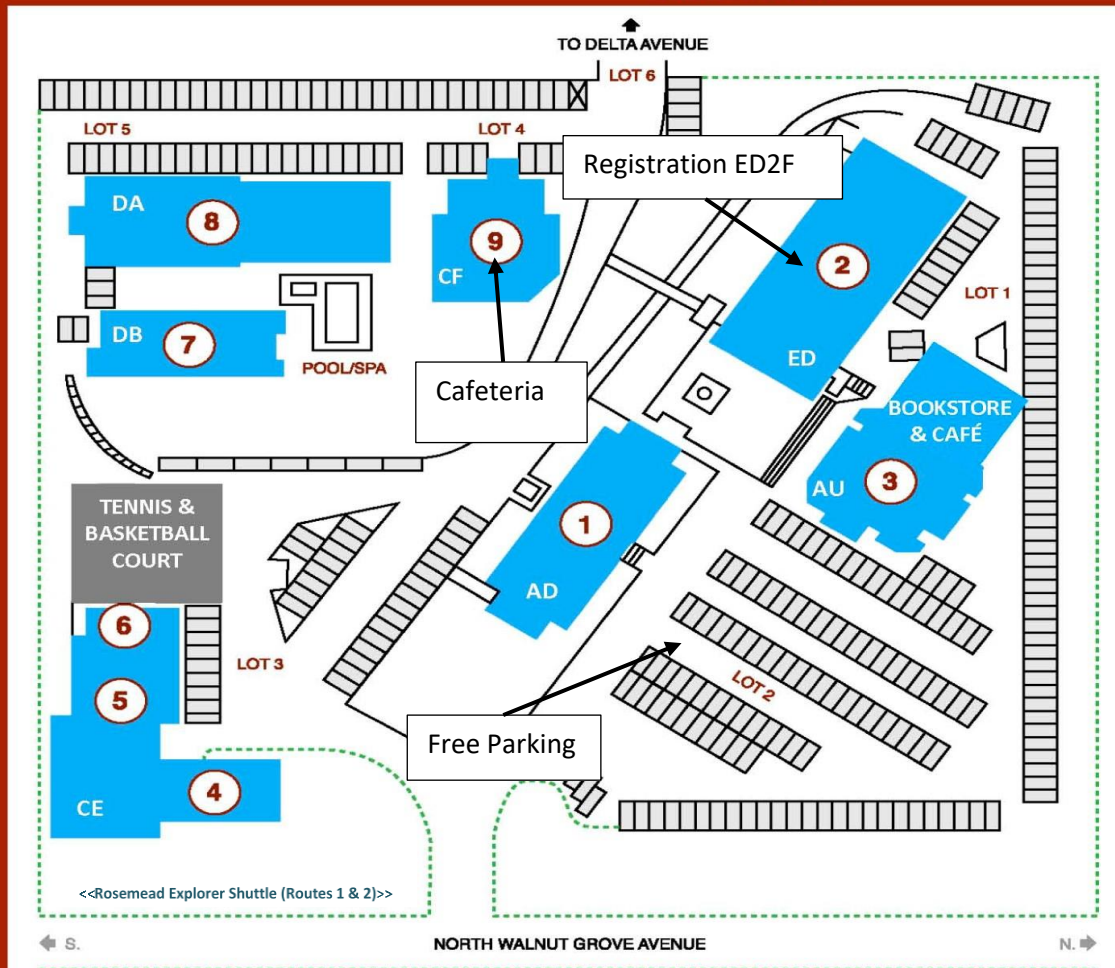 TO DELTA AVENUE
LOT 6
LOT 5
LOT 4
Registration ED2F
DA
8
9
CF
2
LOT 1
DB
7
POOL/SPA
ED
Cafeteria
BOOKSTORE
& CAFÉ
AU
3
TENNIS &
BASKETBALL
COURT
1
AD
6
LOT 3
5
LOT 2
Free Parking
4
CE
<<Rosemead Explorer Shuttle (Routes 1 & 2)>>
S.
NORTH WALNUT GROVE AVENUE
N.